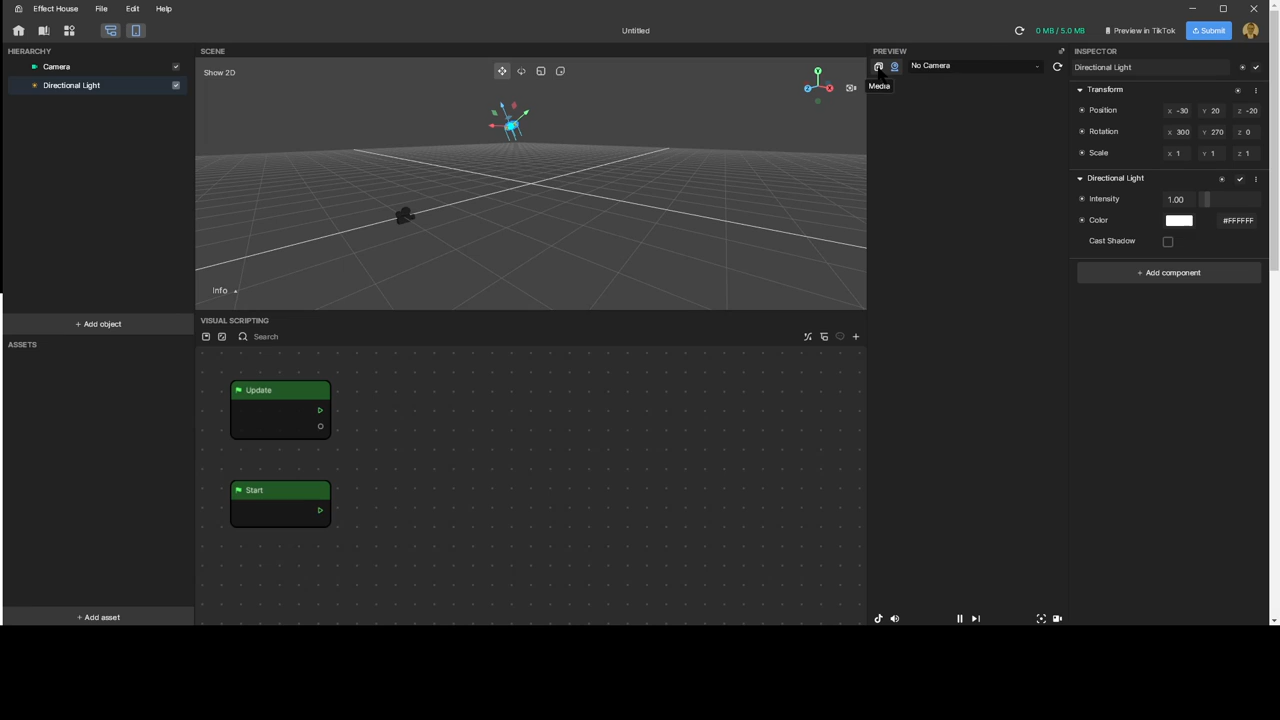 Effect House File Edit Help
Untitled
0 MB / 5.0 MB
Preview in TikTok
Submit
HIERARCHY
Camera
Directional Light
+ Add object
ASSETS
+ Add asset
SCENE
Show 2D
Y
Z
X
Info
VISUAL SCRIPTING
Search
Update
Start
PREVIEW
No Camera
Media
INSPECTOR
Directional Light
Transform
Position X -30 Y 20 Z -20
Rotation X 300 Y 270 Z 0
Scale X 1 Y 1 Z 1
Directional Light
Intensity 1.00
Color #FFFFFF
Cast Shadow
+ Add component